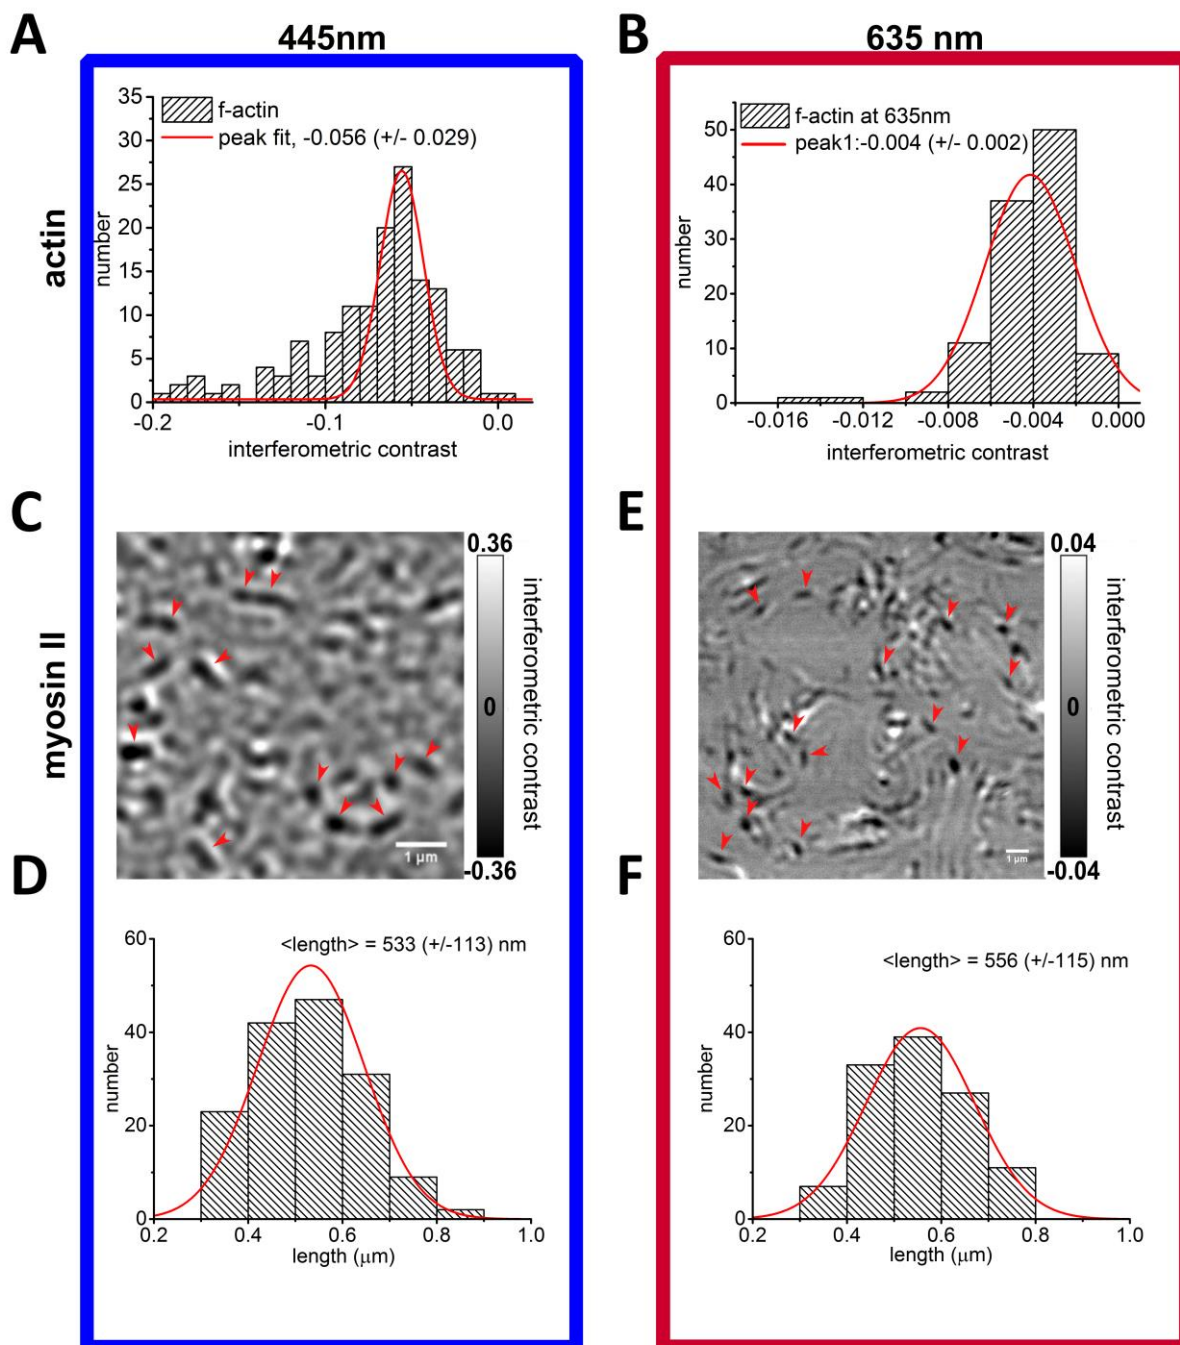 A
445nm
B
635 nm
actin
35
30
25
20
15
10
5
0
number
f-actin
peak fit, -0.056 (+/- 0.029)
-0.2
-0.1
0.0
interferometric contrast
50
40
30
20
10
0
number
f-actin at 635nm
peak1:-0.004 (+/- 0.002)
-0.016
-0.012
-0.008
-0.004
0.000
interferometric contrast
myosin II
C
0.36
0
-0.36
interferometric contrast
1 μm
E
0.04
0
-0.04
interferometric contrast
1 μm
D
60
40
20
0
number
<length> = 533 (+/-113) nm
0.2
0.4
0.6
0.8
1.0
length (μm)
F
60
40
20
0
number
<length> = 556 (+/-115) nm
0.2
0.4
0.6
0.8
1.0
length (μm)